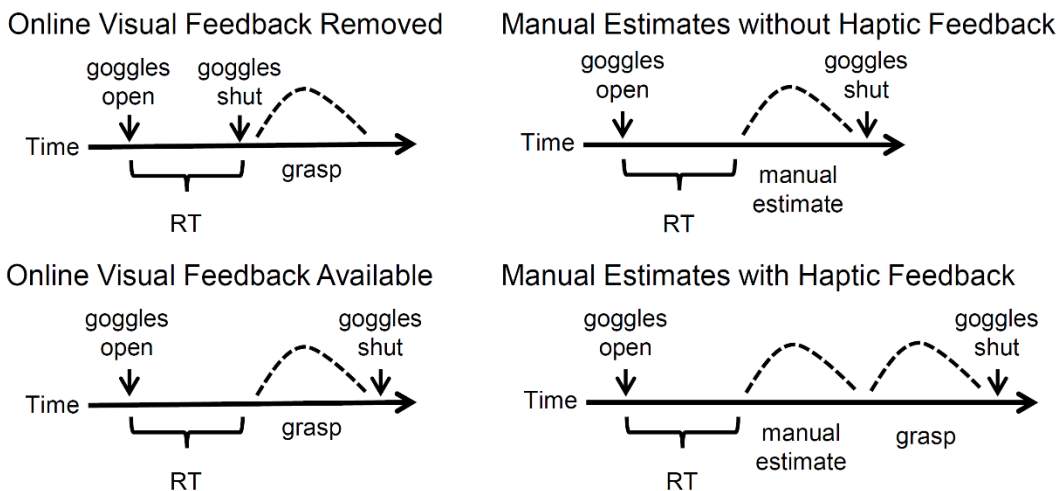 Online Visual Feedback Removed
goggles
open
goggles
shut
Time
grasp
RT
Manual Estimates without Haptic Feedback
goggles
open
goggles
shut
Time
manual
estimate
RT
Online Visual Feedback Available
goggles
open
goggles
shut
Time
grasp
RT
Manual Estimates with Haptic Feedback
goggles
open
goggles
shut
Time
manual
estimate
grasp
RT